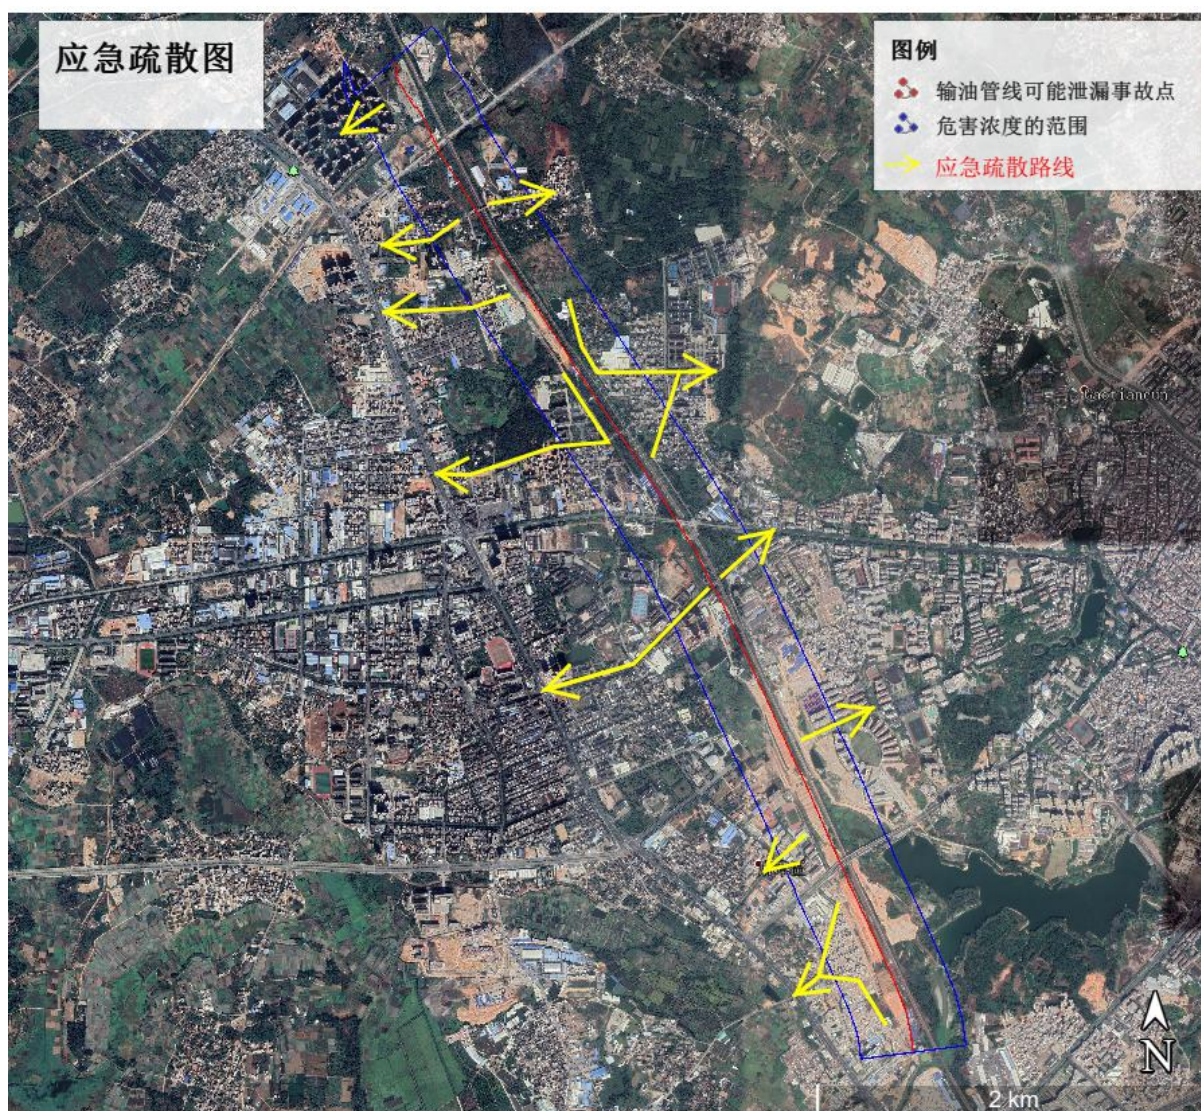 应急疏散图
图例
输油管线可能泄漏事故点
危害浓度的范围
应急疏散路线
Gaotiancun
N
2 km